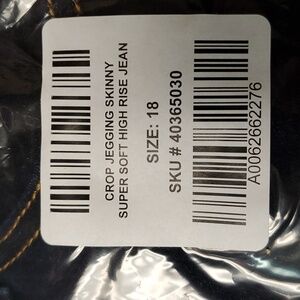 CROP JEGGING SKINNY
SUPER SOFT HIGH RISE JEAN
SIZE: 18
SKU # 40365030
A0062662276